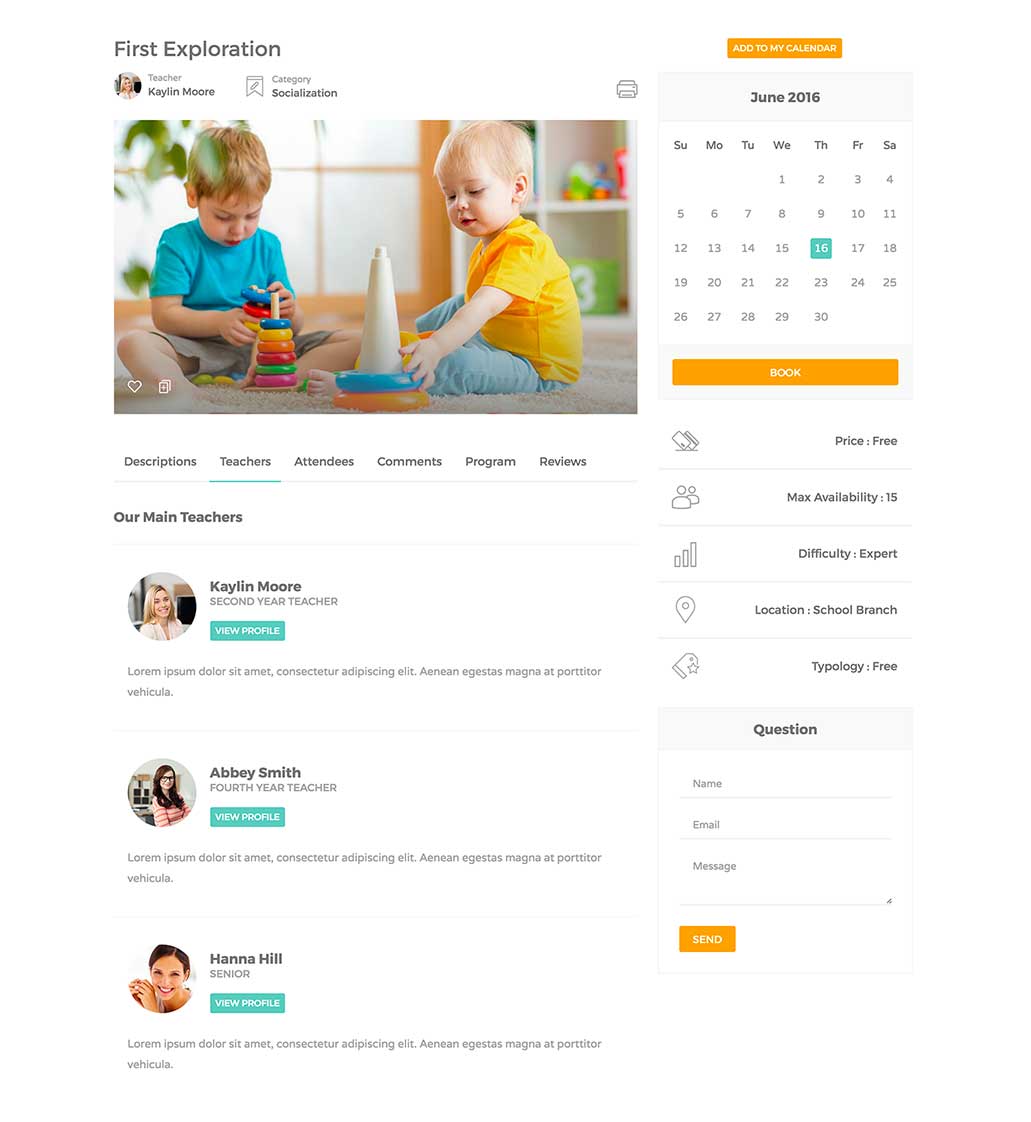 First Exploration
Teacher
Kaylin Moore
Category
Socialization
Descriptions Teachers Attendees Comments Program Reviews
Our Main Teachers
Kaylin Moore
SECOND YEAR TEACHER
VIEW PROFILE
Lorem ipsum dolor sit amet, consectetur adipiscing elit. Aenean egestas magna at porttitor
vehicula.
Abbey Smith
FOURTH YEAR TEACHER
VIEW PROFILE
Lorem ipsum dolor sit amet, consectetur adipiscing elit. Aenean egestas magna at porttitor
vehicula.
Hanna Hill
SENIOR
VIEW PROFILE
Lorem ipsum dolor sit amet, consectetur adipiscing elit. Aenean egestas magna at porttitor
vehicula.
ADD TO MY CALENDAR
June 2016
Su Mo Tu We Th Fr Sa
1 2 3 4
5 6 7 8 9 10 11
12 13 14 15 16 17 18
19 20 21 22 23 24 25
26 27 28 29 30
BOOK
Price : Free
Max Availability : 15
Difficulty : Expert
Location : School Branch
Typology : Free
Question
Name
Email
Message
SEND
3